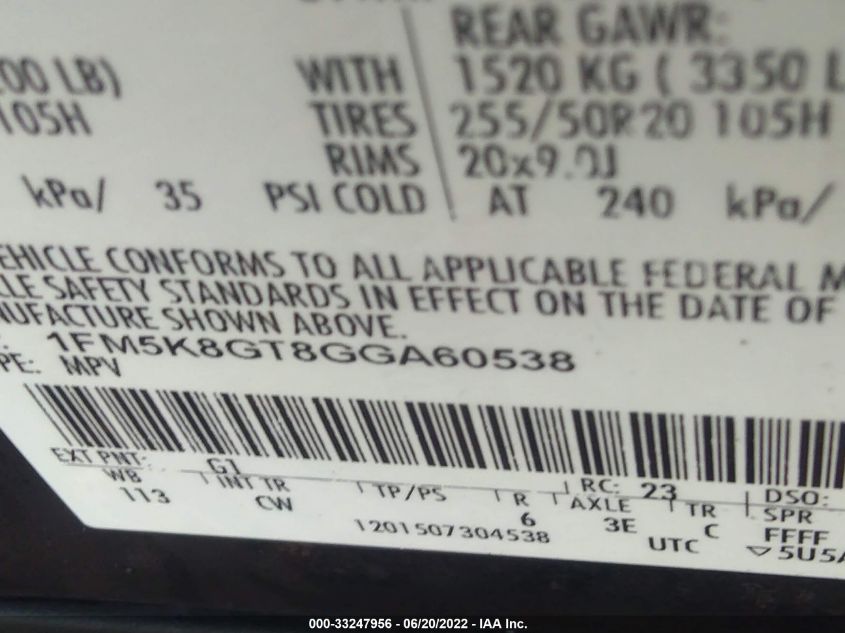 REAR GAWR:
00 LB) WITH 1520 KG ( 3350 L
105H TIRES 255/50R20 105H
RIMS 20x9.0J
kPa/ 35 PSI COLD AT 240 kPa/
EHICLE CONFORMS TO ALL APPLICABLE FEDERAL M
CLE SAFETY STANDARDS IN EFFECT ON THE DATE OF
NUFACTURE SHOWN ABOVE.
1FM5K8GT8GGA60538
PE: MPV
EXT PNT: G1 RC: 23 DSO:
WB INT TR TP/PS R AXLE TR SPR
113 CW 6 3E C FFFF
1201507304538 UTC ▽5U5A
000-33247956 - 06/20/2022 - IAA Inc.